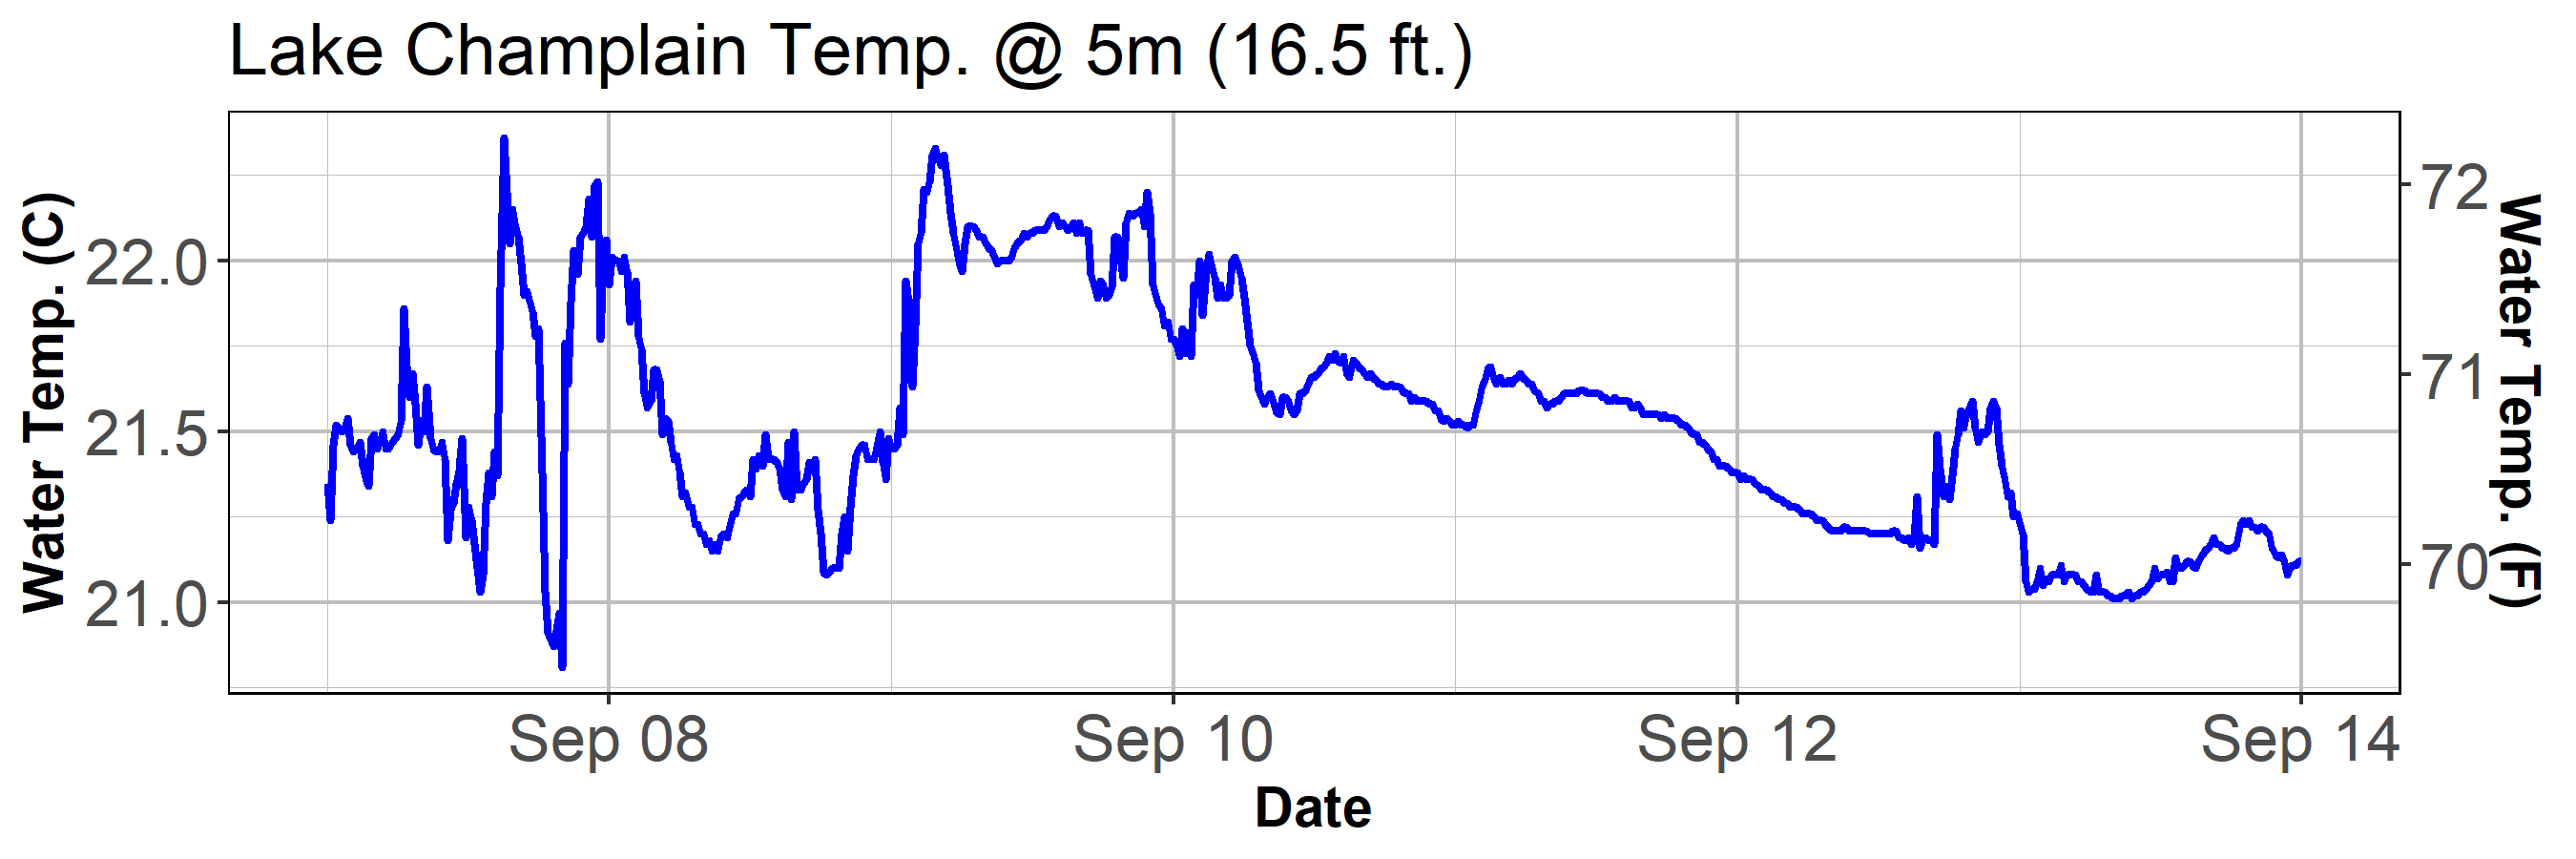 Lake Champlain Temp. @ 5m (16.5 ft.)
Water Temp. (C)
22.0
21.5
21.0
72
71
70
Water Temp. (F)
Sep 08 Sep 10 Sep 12 Sep 14
Date